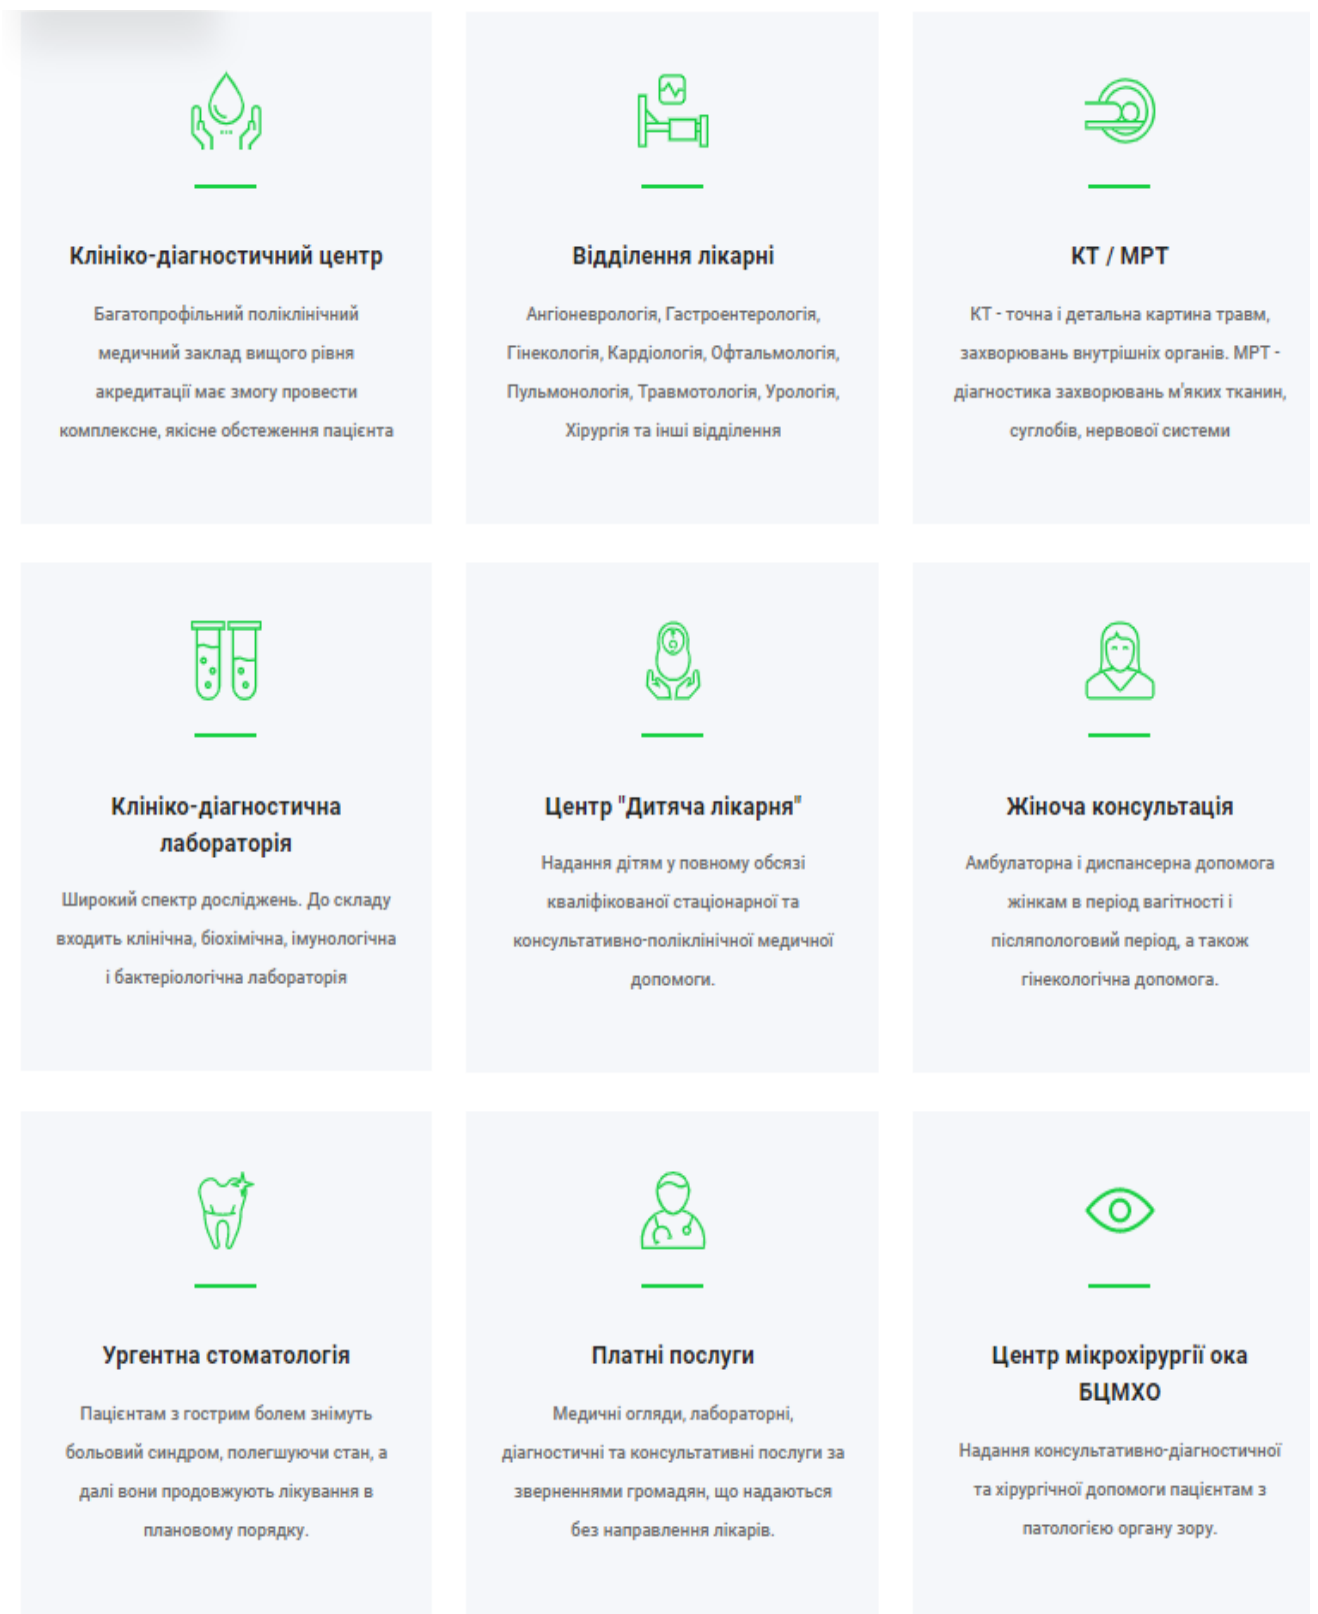 Клініко-діагностичний центр
Багатопрофільний поліклінічний
медичний заклад вищого рівня
акредитації має змогу провести
комплексне, якісне обстеження пацієнта
Відділення лікарні
Ангіоневрологія, Гастроентерологія,
Гінекологія, Кардіологія, Офтальмологія,
Пульмонологія, Травмотологія, Урологія,
Хірургія та інші відділення
КТ / МРТ
КТ - точна і детальна картина травм,
захворювань внутрішніх органів. МРТ -
діагностика захворювань м'яких тканин,
суглобів, нервової системи
Клініко-діагностична
лабораторія
Широкий спектр досліджень. До складу
входить клінічна, біохімічна, імунологічна
і бактеріологічна лабораторія
Центр "Дитяча лікарня"
Надання дітям у повному обсязі
кваліфікованої стаціонарної та
консультативно-поліклінічної медичної
допомоги.
Жіноча консультація
Амбулаторна і диспансерна допомога
жінкам в період вагітності і
післяпологовий період, а також
гінекологічна допомога.
Ургентна стоматологія
Пацієнтам з гострим болем знімуть
больовий синдром, полегшуючи стан, а
далі вони продовжують лікування в
плановому порядку.
Платні послуги
Медичні огляди, лабораторні,
діагностичні та консультативні послуги за
зверненнями громадян, що надаються
без направлення лікарів.
Центр мікрохірургії ока
БЦМХО
Надання консультативно-діагностичної
та хірургічної допомоги пацієнтам з
патологією органу зору.